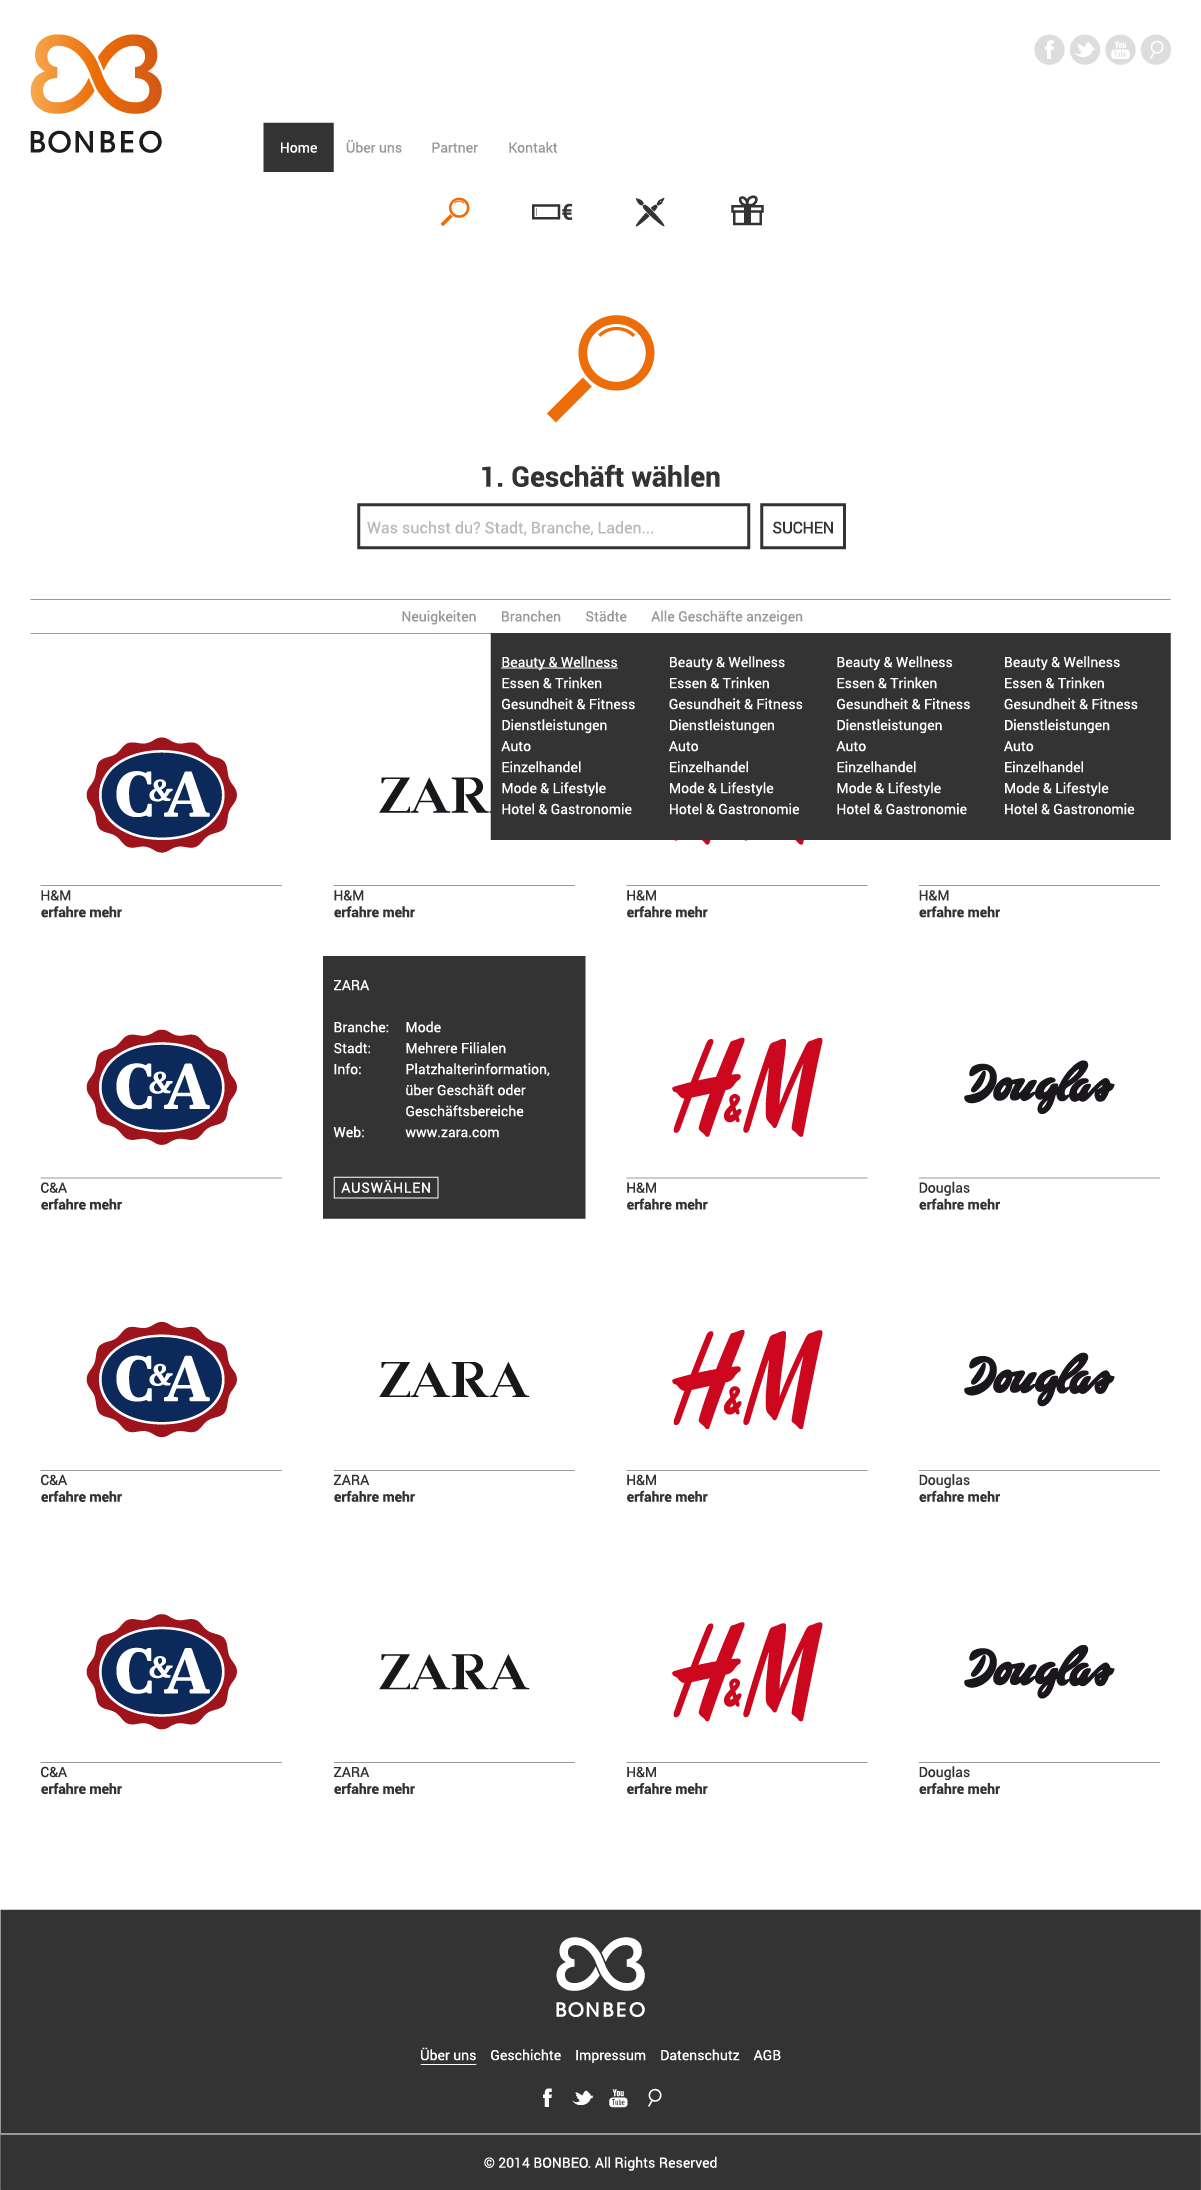 BONBEO
Home Über uns Partner Kontakt
1. Geschäft wählen
Was suchst du? Stadt, Branche, Laden... SUCHEN
Neuigkeiten Branchen Städte Alle Geschäfte anzeigen
Beauty & Wellness Beauty & Wellness Beauty & Wellness Beauty & Wellness
Essen & Trinken Essen & Trinken Essen & Trinken Essen & Trinken
Gesundheit & Fitness Gesundheit & Fitness Gesundheit & Fitness Gesundheit & Fitness
Dienstleistungen Dienstleistungen Dienstleistungen Dienstleistungen
Auto Auto Auto Auto
Einzelhandel Einzelhandel Einzelhandel Einzelhandel
Mode & Lifestyle Mode & Lifestyle Mode & Lifestyle Mode & Lifestyle
Hotel & Gastronomie Hotel & Gastronomie Hotel & Gastronomie Hotel & Gastronomie
C&A ZAR
H&M H&M H&M H&M
erfahre mehr erfahre mehr erfahre mehr erfahre mehr
ZARA
Branche: Mode
Stadt: Mehrere Filialen
Info: Platzhalterinformation,
über Geschäft oder
Geschäftsbereiche
Web: www.zara.com
AUSWÄHLEN
C&A H&M Douglas
C&A H&M Douglas
erfahre mehr erfahre mehr erfahre mehr
C&A ZARA H&M Douglas
C&A ZARA H&M Douglas
erfahre mehr erfahre mehr erfahre mehr erfahre mehr
C&A ZARA H&M Douglas
C&A ZARA H&M Douglas
erfahre mehr erfahre mehr erfahre mehr erfahre mehr
BONBEO
Über uns Geschichte Impressum Datenschutz AGB
You
Tube
© 2014 BONBEO. All Rights Reserved